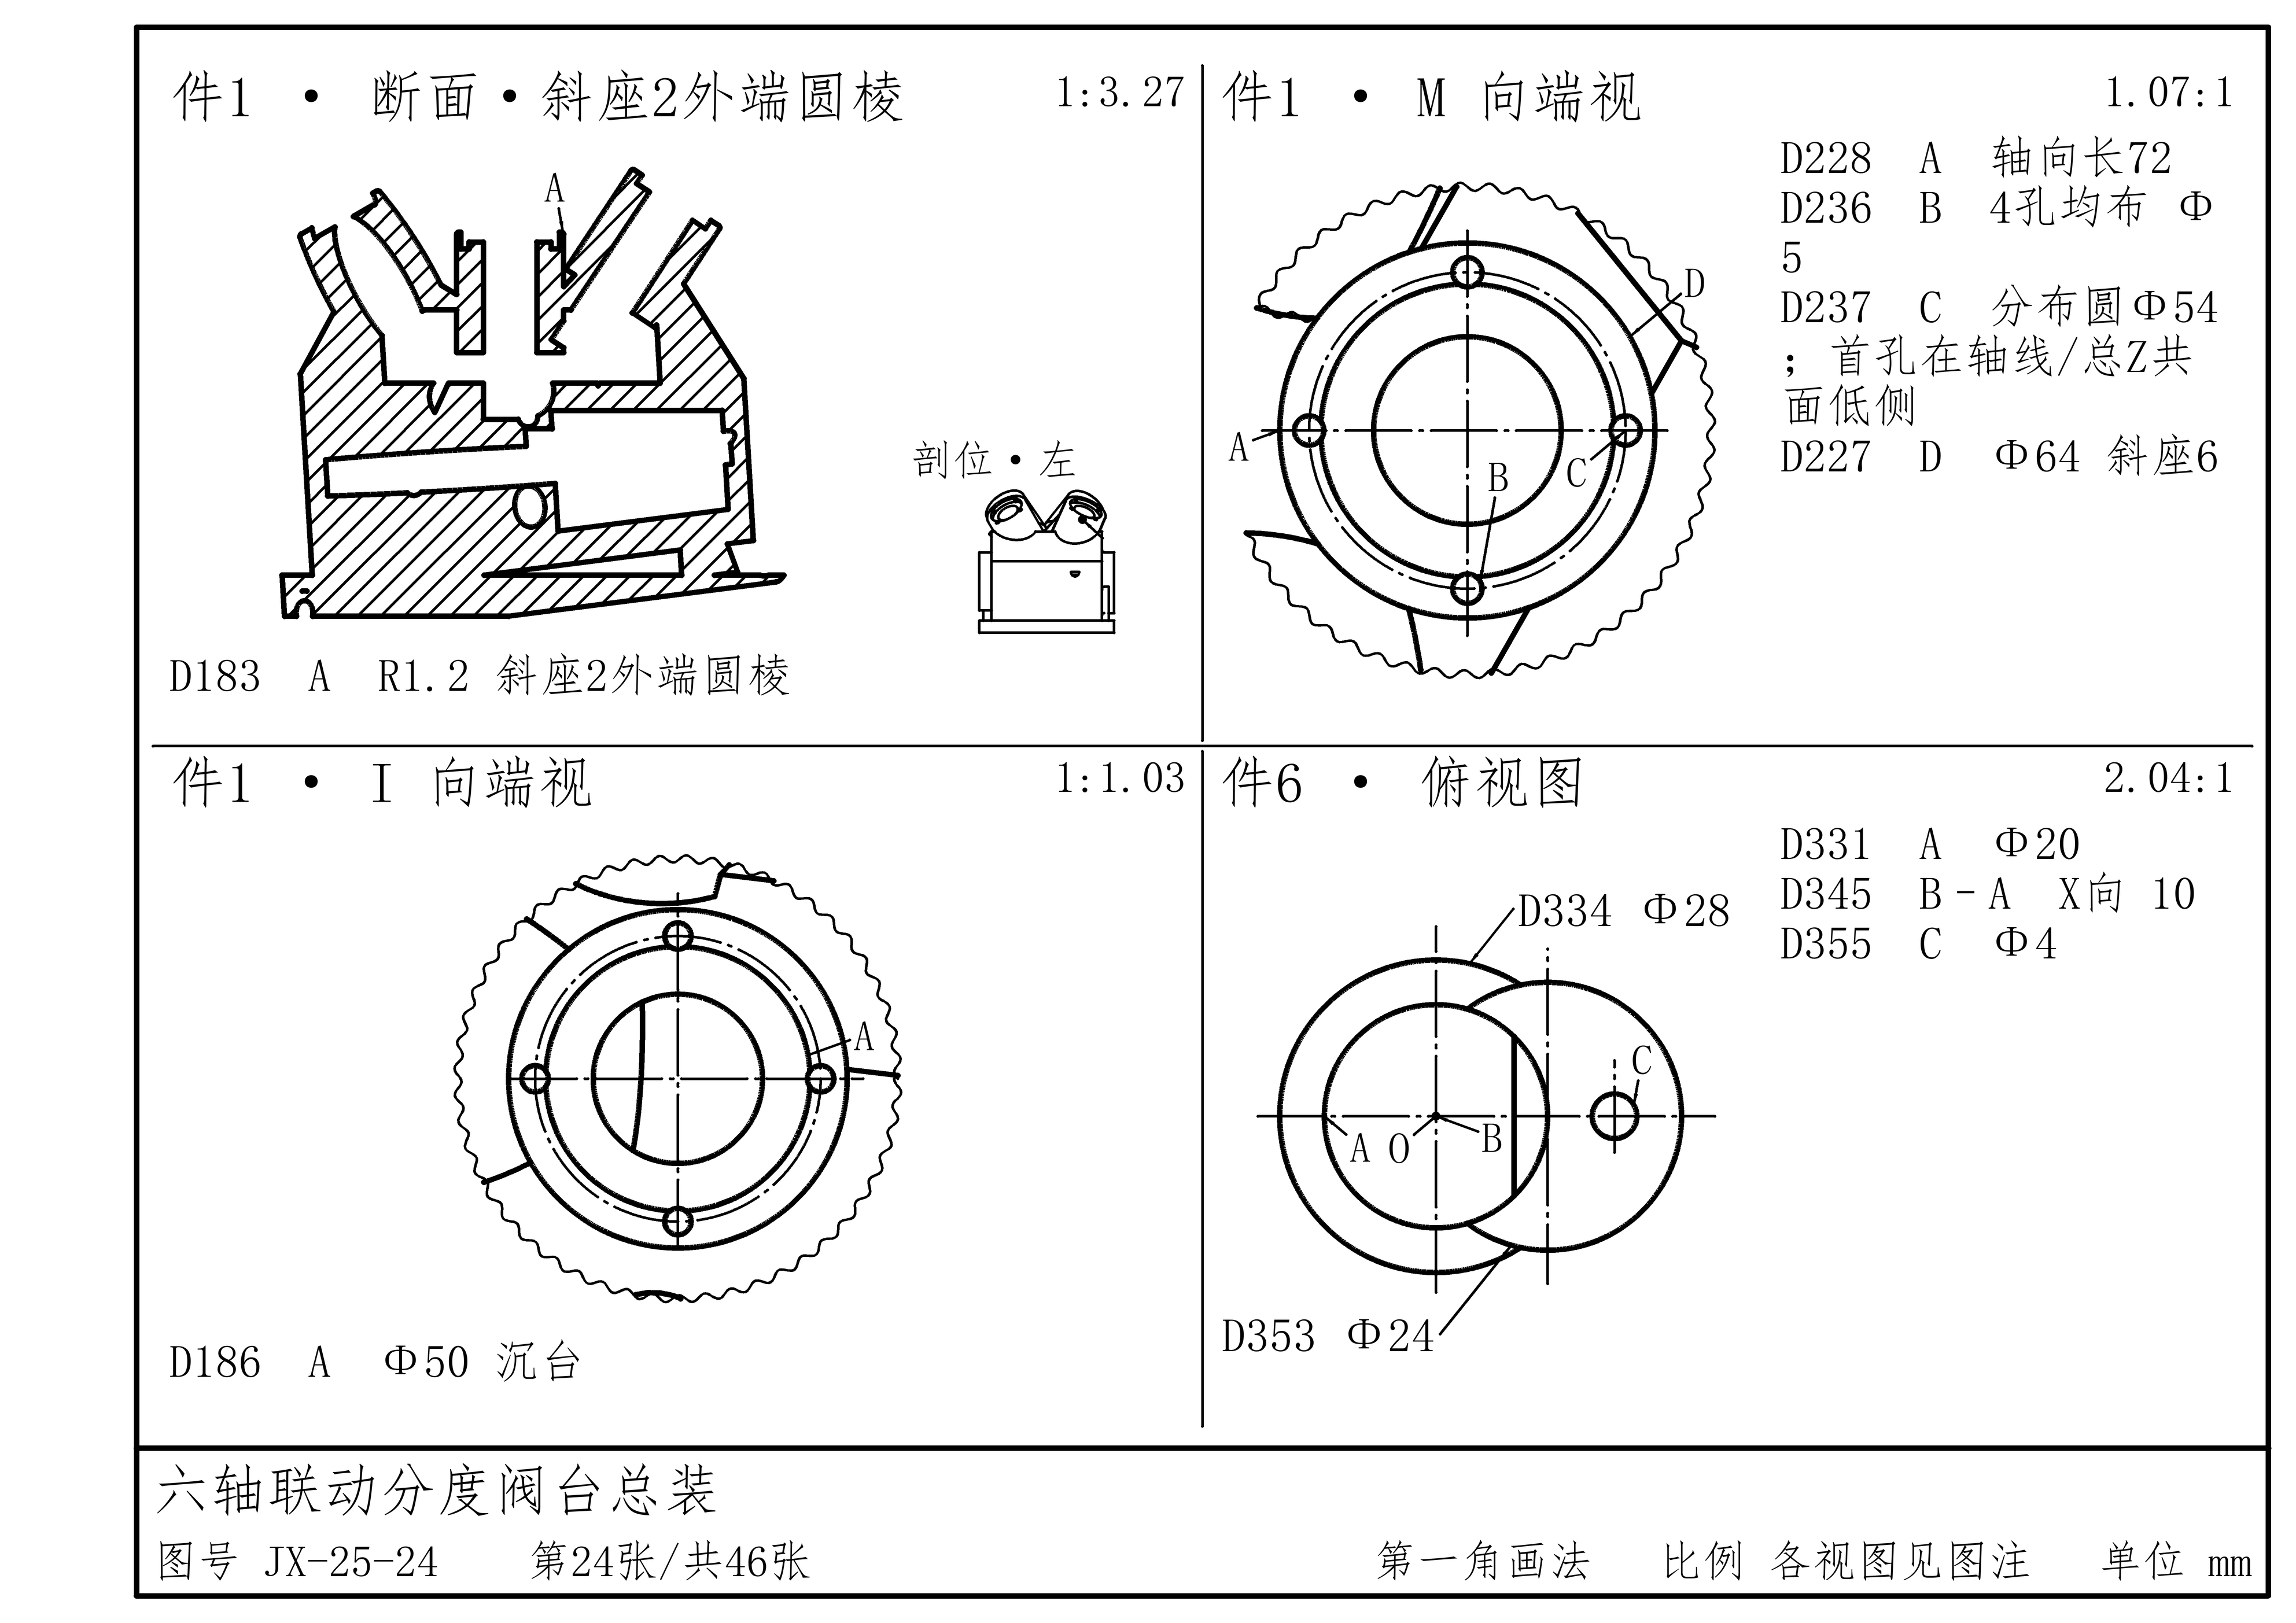 件1 · 断面·斜座2外端圆棱 1:3.27
A
剖位·左
D183 A R1.2 斜座2外端圆棱
件1 · M 向端视 1.07:1
D228 A 轴向长72
D236 B 4孔均布 Φ
5
D237 C 分布圆Φ54
; 首孔在轴线/总Z共
面低侧
D227 D Φ64 斜座6
D
A
B
C
件1 · I 向端视 1:1.03
A
D186 A Φ50 沉台
件6 · 俯视图 2.04:1
D331 A Φ20
D345 B-A X向 10
D355 C Φ4
D334 Φ28
C
A O B
D353 Φ24
六轴联动分度阀台总装
图号 JX-25-24 第24张/共46张 第一角画法 比例 各视图见图注 单位 mm